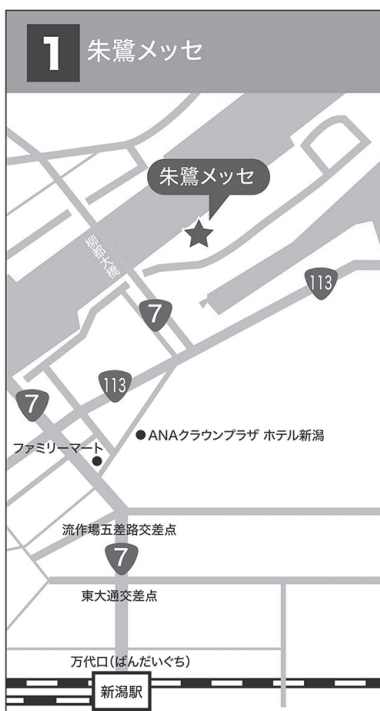 1 朱鷺メッセ
朱鷺メッセ
柳都大橋
113
7
7
113
●ANAクラウンプラザ ホテル新潟
ファミリーマート
流作場五差路交差点
7
東大通交差点
万代口(ばんだいぐち)
新潟駅